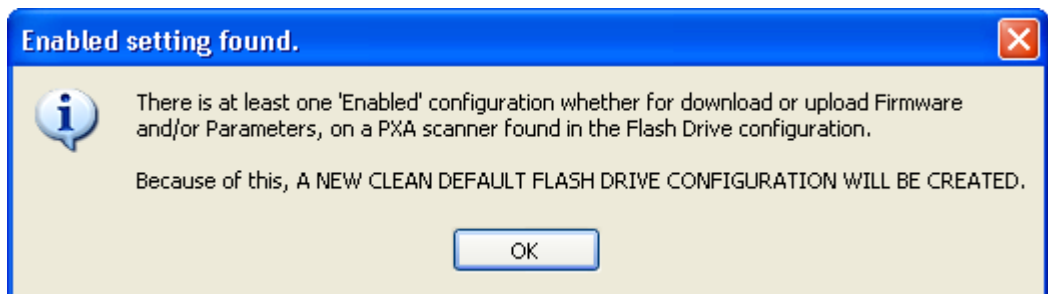 Enabled setting found.
There is at least one 'Enabled' configuration whether for download or upload Firmware
and/or Parameters, on a PXA scanner found in the Flash Drive configuration.
Because of this, A NEW CLEAN DEFAULT FLASH DRIVE CONFIGURATION WILL BE CREATED.
OK